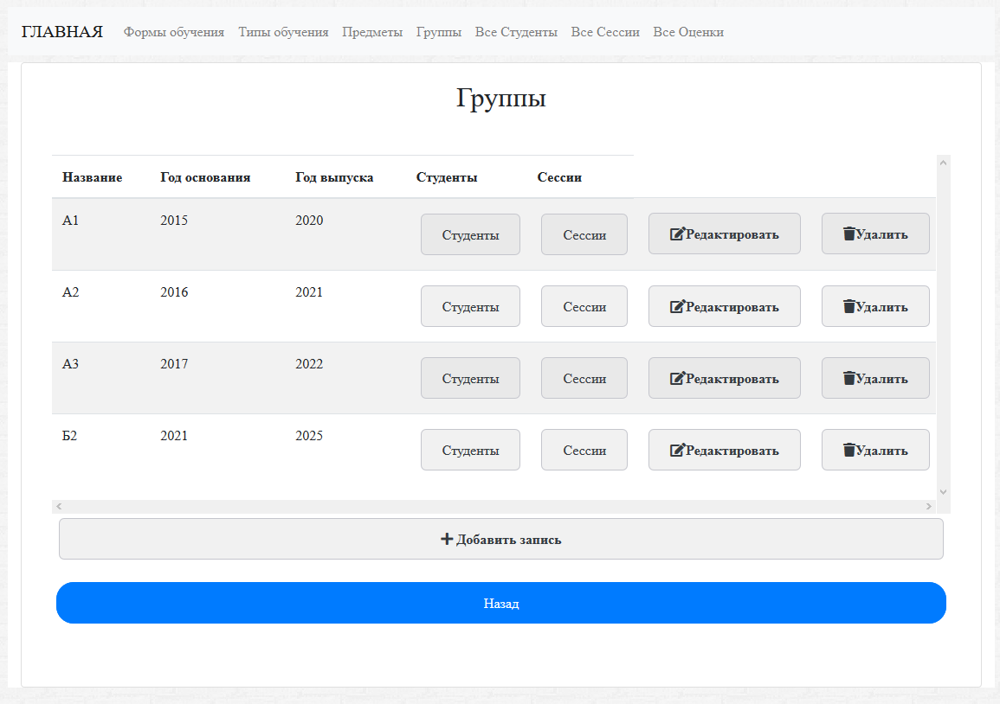 ГЛАВНАЯ Формы обучения Типы обучения Предметы Группы Все Студенты Все Сессии Все Оценки
Группы
Название Год основания Год выпуска Студенты Сессии
А1 2015 2020 Студенты Сессии Редактировать Удалить
А2 2016 2021 Студенты Сессии Редактировать Удалить
А3 2017 2022 Студенты Сессии Редактировать Удалить
Б2 2021 2025 Студенты Сессии Редактировать Удалить
Добавить запись
Назад